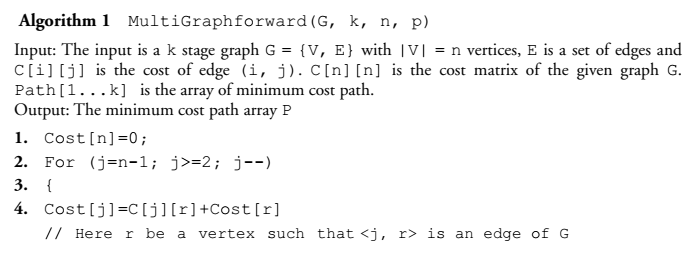 Algorithm 1 MultiGraphforward(G, k, n, p)
Input: The input is a k stage graph G = {V, E} with |V| = n vertices, E is a set of edges and
C[i][j] is the cost of edge (i, j). C[n][n] is the cost matrix of the given graph G.
Path[1...k] is the array of minimum cost path.
Output: The minimum cost path array P
1. Cost[n]=0;
2. For (j=n-1; j>=2; j--)
3. {
4. Cost[j]=C[j][r]+Cost[r]
// Here r be a vertex such that <j, r> is an edge of G